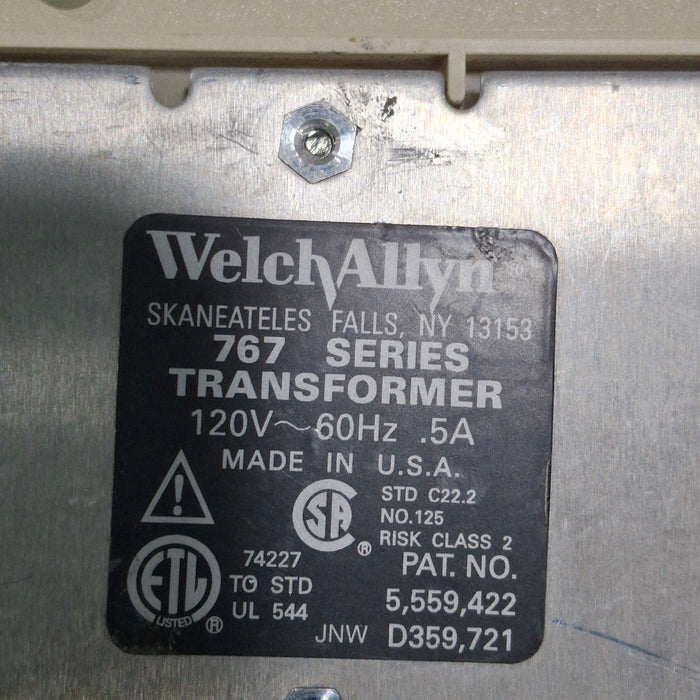 WelchAllyn®
SKANEATELES FALLS, NY 13153
767 SERIES
TRANSFORMER
120V~60Hz .5A
MADE IN U.S.A.
!
SA ®
STD C22.2
NO.125
RISK CLASS 2
ETL
LISTED ®
74227
TO STD
UL 544
PAT. NO.
5,559,422
JNW D359,721